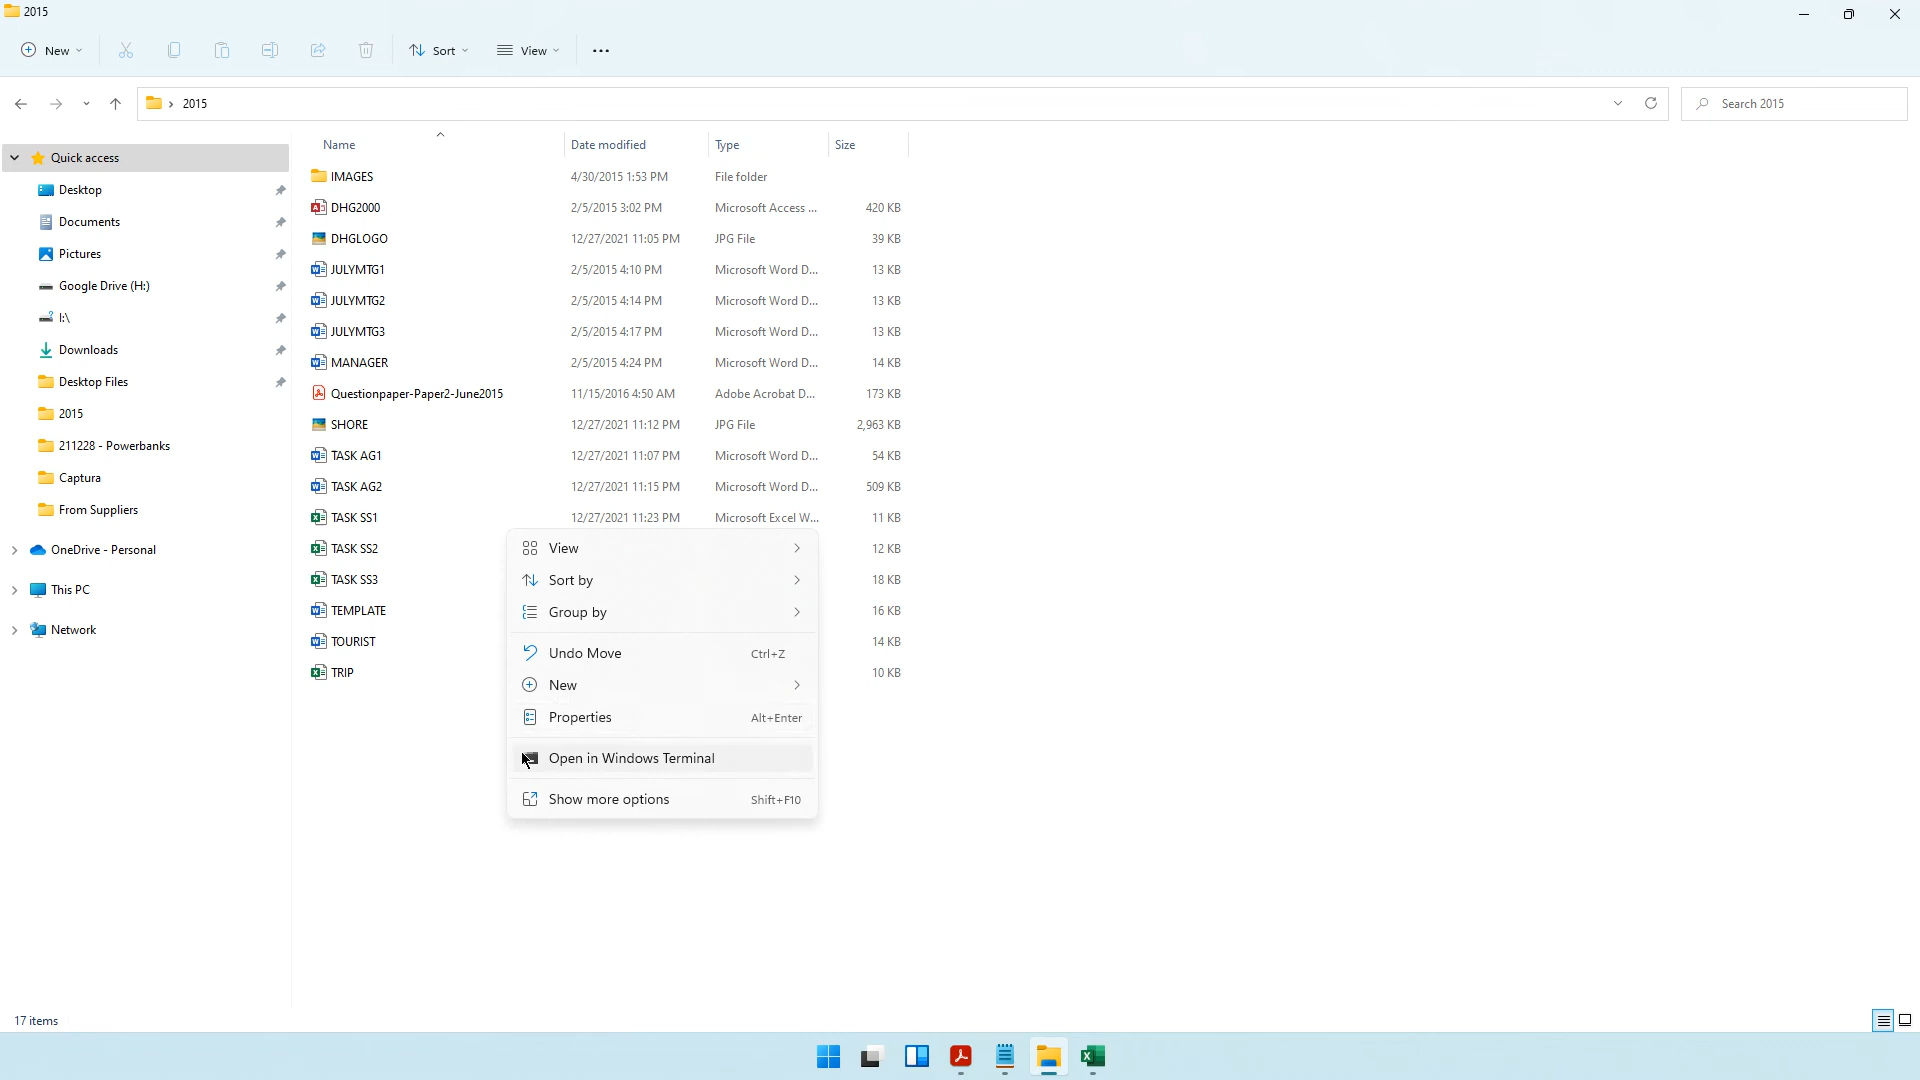 2015
New
Sort
View
2015
Search 2015
Name Date modified Type Size
Quick access
Desktop
Documents
Pictures
Google Drive (H:)
I:\
Downloads
Desktop Files
2015
211228 - Powerbanks
Captura
From Suppliers
OneDrive - Personal
This PC
Network
IMAGES 4/30/2015 1:53 PM File folder
DHG2000 2/5/2015 3:02 PM Microsoft Access ... 420 KB
DHGLOGO 12/27/2021 11:05 PM JPG File 39 KB
JULYMTG1 2/5/2015 4:10 PM Microsoft Word D... 13 KB
JULYMTG2 2/5/2015 4:14 PM Microsoft Word D... 13 KB
JULYMTG3 2/5/2015 4:17 PM Microsoft Word D... 13 KB
MANAGER 2/5/2015 4:24 PM Microsoft Word D... 14 KB
Questionpaper-Paper2-June2015 11/15/2016 4:50 AM Adobe Acrobat D... 173 KB
SHORE 12/27/2021 11:12 PM JPG File 2,963 KB
TASK AG1 12/27/2021 11:07 PM Microsoft Word D... 54 KB
TASK AG2 12/27/2021 11:15 PM Microsoft Word D... 509 KB
TASK SS1 12/27/2021 11:23 PM Microsoft Excel W... 11 KB
TASK SS2 12 KB
TASK SS3 18 KB
TEMPLATE 16 KB
TOURIST 14 KB
TRIP 10 KB
View
Sort by
Group by
Undo Move Ctrl+Z
New
Properties Alt+Enter
Open in Windows Terminal
Show more options Shift+F10
17 items